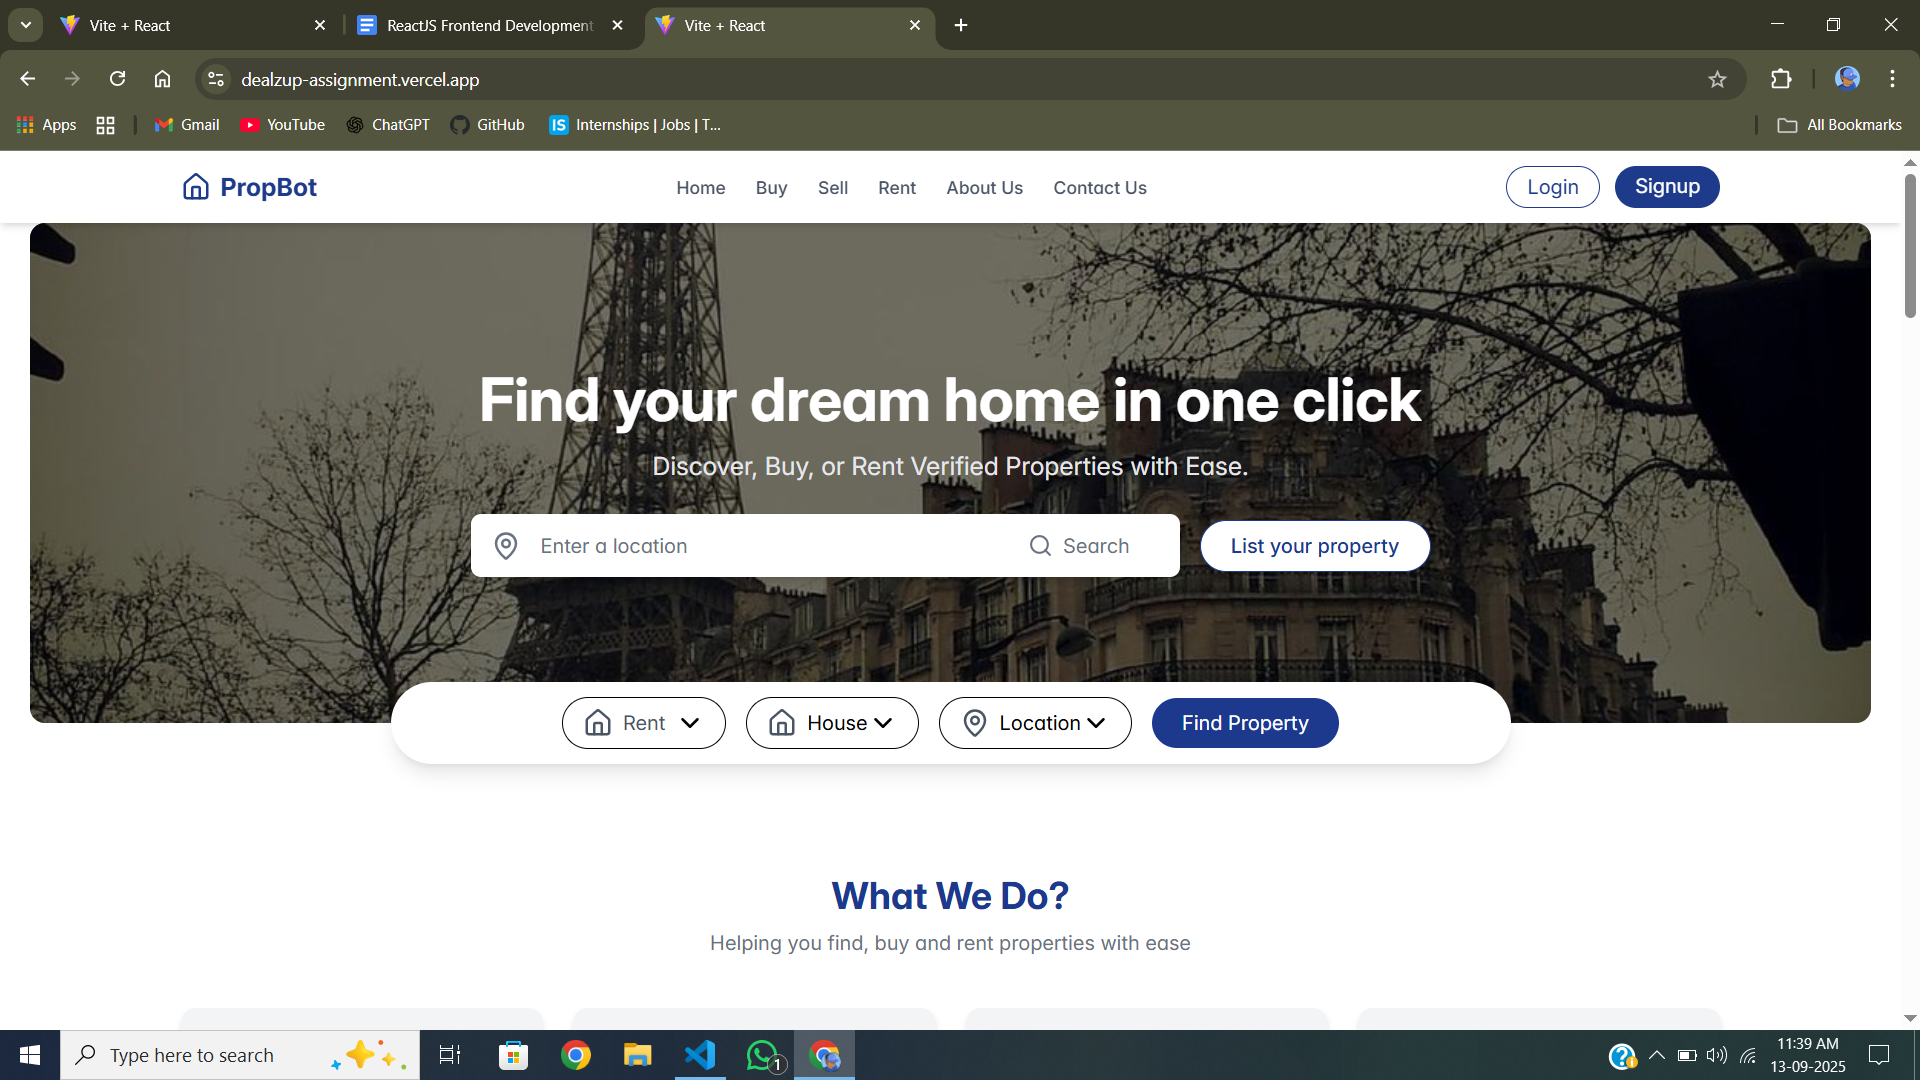 Vite + React
ReactJS Frontend Development
Vite + React
dealzup-assignment.vercel.app
Apps
Gmail
YouTube
ChatGPT
GitHub
IS Internships | Jobs | T...
All Bookmarks
PropBot
Home Buy Sell Rent About Us Contact Us
Login
Signup
Find your dream home in one click
Discover, Buy, or Rent Verified Properties with Ease.
Enter a location
Search
List your property
Rent
House
Location
Find Property
What We Do?
Helping you find, buy and rent properties with ease
Type here to search
1
11:39 AM
13-09-2025